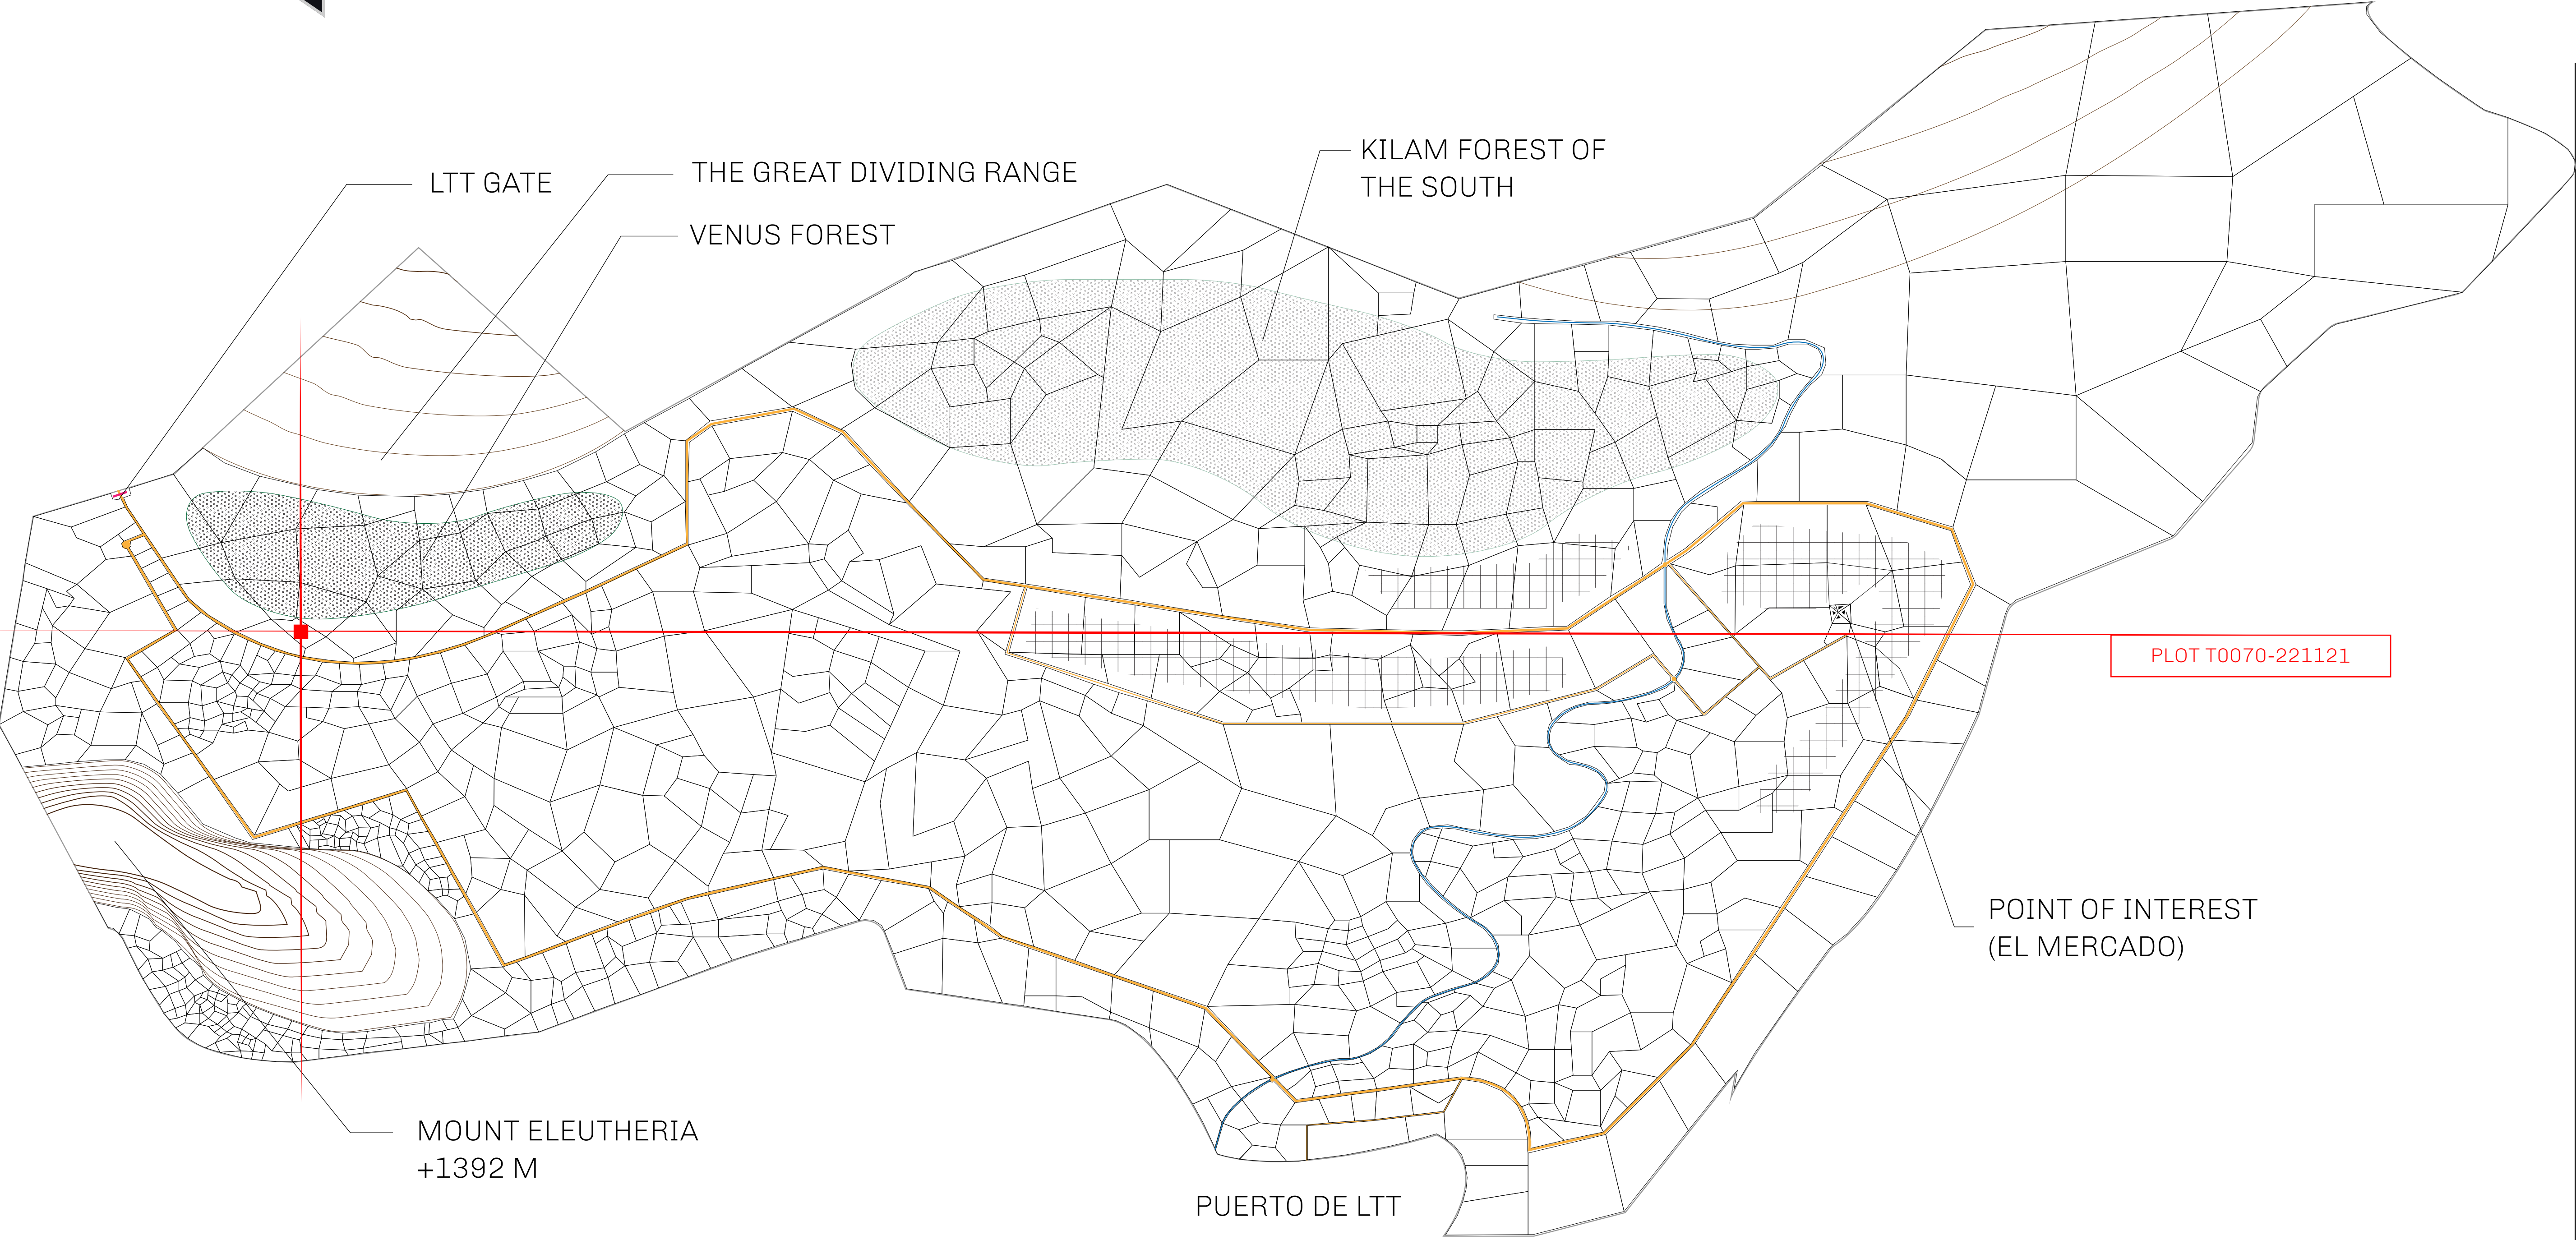 LTT GATE
THE GREAT DIVIDING RANGE
VENUS FOREST
KILAM FOREST OF
THE SOUTH
PLOT T0070-221121
POINT OF INTEREST
(EL MERCADO)
MOUNT ELEUTHERIA
+1392 M
PUERTO DE LTT